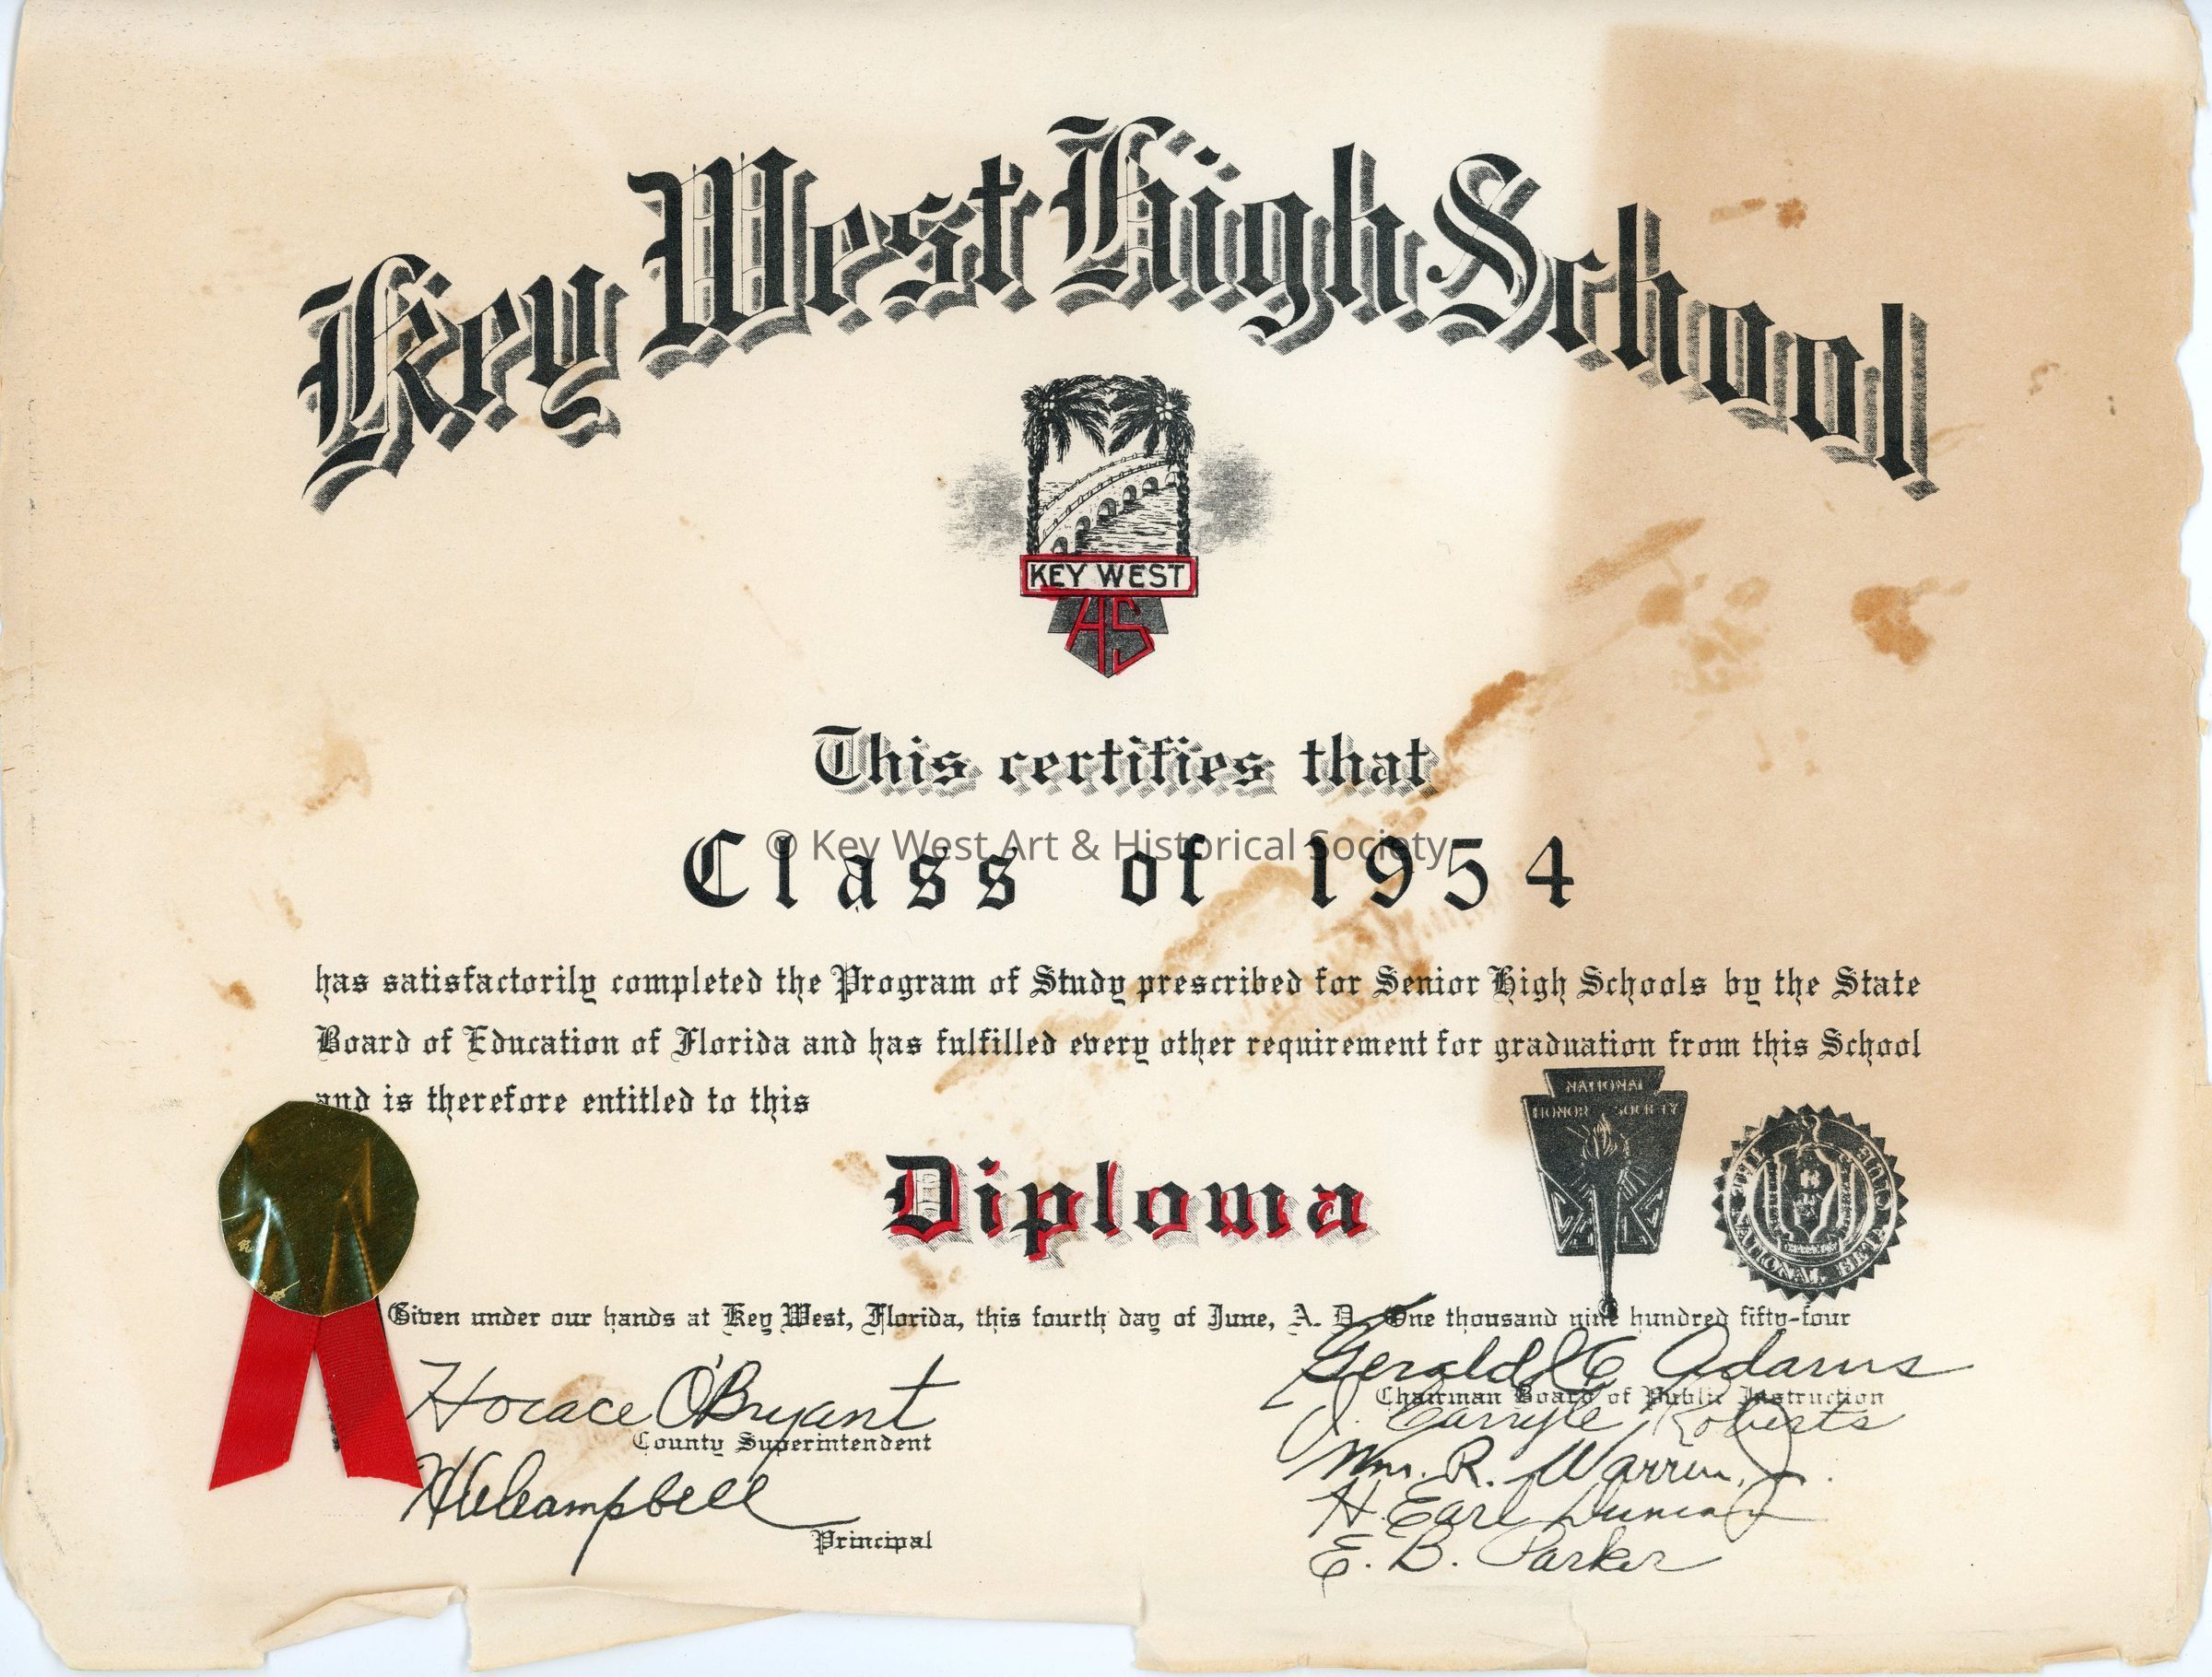 Key West High School
KEY WEST
HS
This certifies that
© Key West Art & Historical Society
Class of 1954
has satisfactorily completed the Program of Study prescribed for Senior High Schools by the State
Board of Education of Florida and has fulfilled every other requirement for graduation from this School
and is therefore entitled to this
NATIONAL
HONOR SOCIETY
THE NATIONAL BETA CLUB
Diploma
Given under our hands at Key West, Florida, this fourth day of June, A. D. One thousand nine hundred fifty-four
Horace O'Bryant
County Superintendent
Campbell
Principal
Gerald Adams
Chairman Board of Public Instruction
J. Carlyle Roberts
Wm. R. Warren, Jr.
H. Earl
E. B. Parker